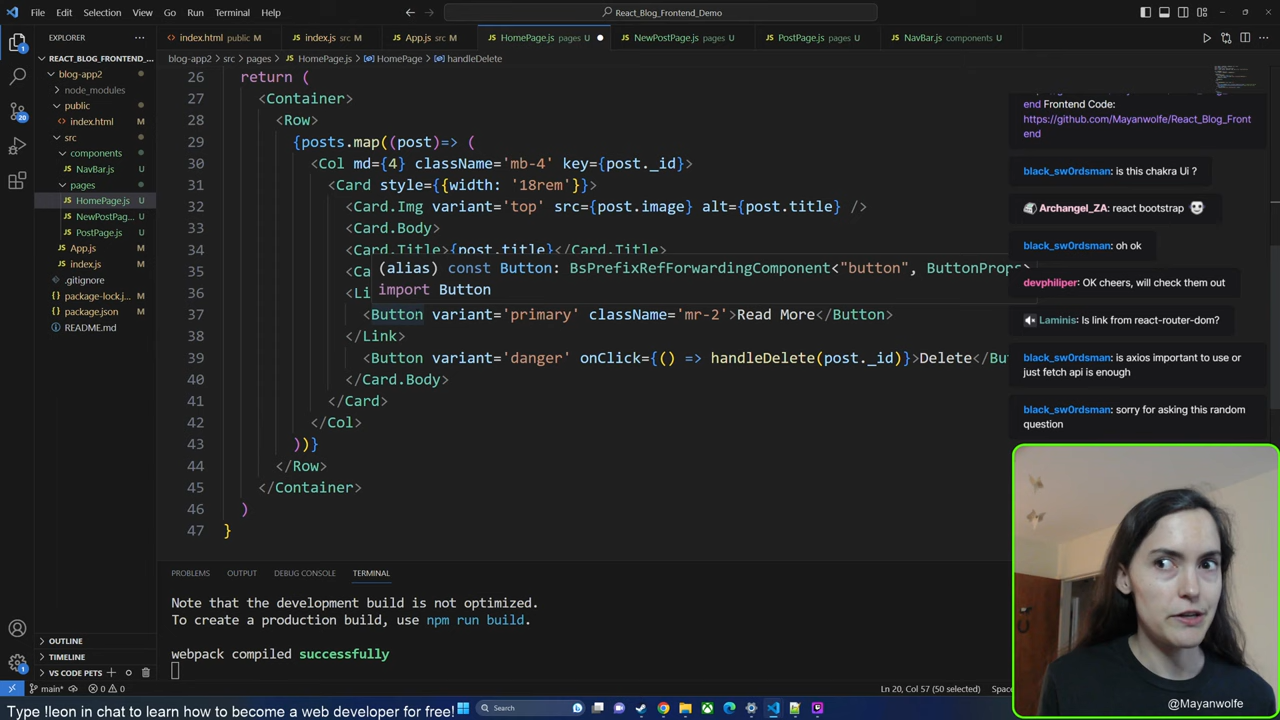 File Edit Selection View Go Run Terminal Help
React_Blog_Frontend_Demo
EXPLORER
index.html public M
index.js src M
App.js src M
HomePage.js pages U
NewPostPage.js pages U
PostPage.js pages U
NavBar.js components U
REACT_BLOG_FRONTEND_...
blog-app2 > src > pages > HomePage.js > HomePage > handleDelete
blog-app2
node_modules
public
index.html U
src
components
NavBar.js U
pages
HomePage.js U
NewPostPag... U
PostPage.js U
App.js U
index.js U
.gitignore
package-lock.j... U
package.json U
README.md
OUTLINE
TIMELINE
VS CODE PETS
26 return (
27 <Container>
28 <Row>
29 {posts.map((post)=> (
30 <Col md={4} className='mb-4' key={post._id}>
31 <Card style={{width: '18rem'}}>
32 <Card.Img variant='top' src={post.image} alt={post.title} />
33 <Card.Body>
34 <Card.Title>{post.title}</Card.Title>
35 <Ca
(alias) const Button: BsPrefixRefForwardingComponent<"button", ButtonProps>
import Button
36 <Li
37 <Button variant='primary' className='mr-2'>Read More</Button>
38 </Link>
39 <Button variant='danger' onClick={() => handleDelete(post._id)}>Delete</Bu
40 </Card.Body>
41 </Card>
42 </Col>
43 ))}
44 </Row>
45 </Container>
46 )
47 }
PROBLEMS OUTPUT DEBUG CONSOLE TERMINAL
Note that the development build is not optimized.
To create a production build, use npm run build.
webpack compiled successfully
end Frontend Code:
https://github.com/Mayanwolfe/React_Blog_Front
end
black_sw0rdsman: is this chakra Ui ?
Archangel_ZA: react bootstrap
black_sw0rdsman: oh ok
devphiliper: OK cheers, will check them out
Laminis: Is link from react-router-dom?
black_sw0rdsman: is axios important to use or
just fetch api is enough
black_sw0rdsman: sorry for asking this random
question
main* 0 0
Ln 20, Col 57 (50 selected) Spac
Type !leon in chat to learn how to become a web developer for free!
Search
@Mayanwolfe